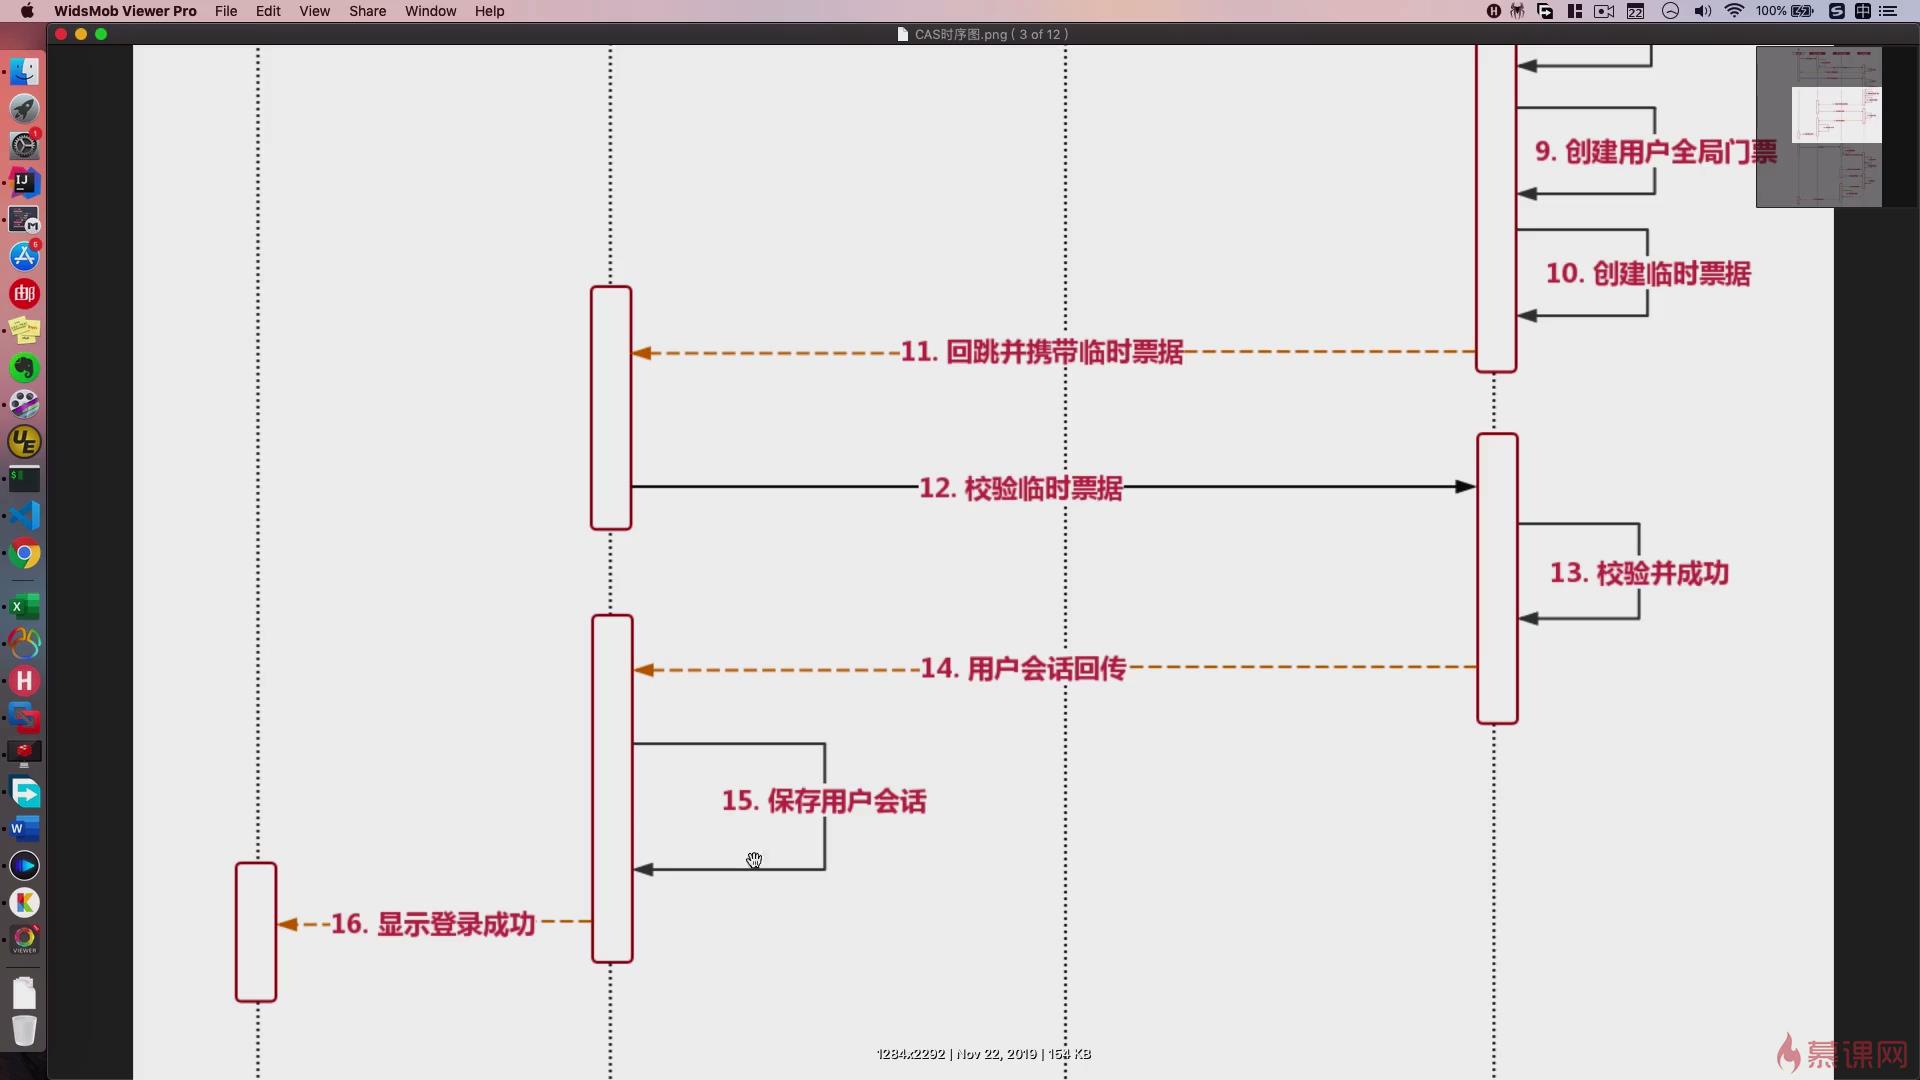 WidsMob Viewer Pro File Edit View Share Window Help
22 100% 中
CAS时序图.png ( 3 of 12 )
9. 创建用户全局门票
10. 创建临时票据
11. 回跳并携带临时票据
12. 校验临时票据
13. 校验并成功
14. 用户会话回传
15. 保存用户会话
16. 显示登录成功
1284x2292 | Nov 22, 2019 | 154 KB
慕课网